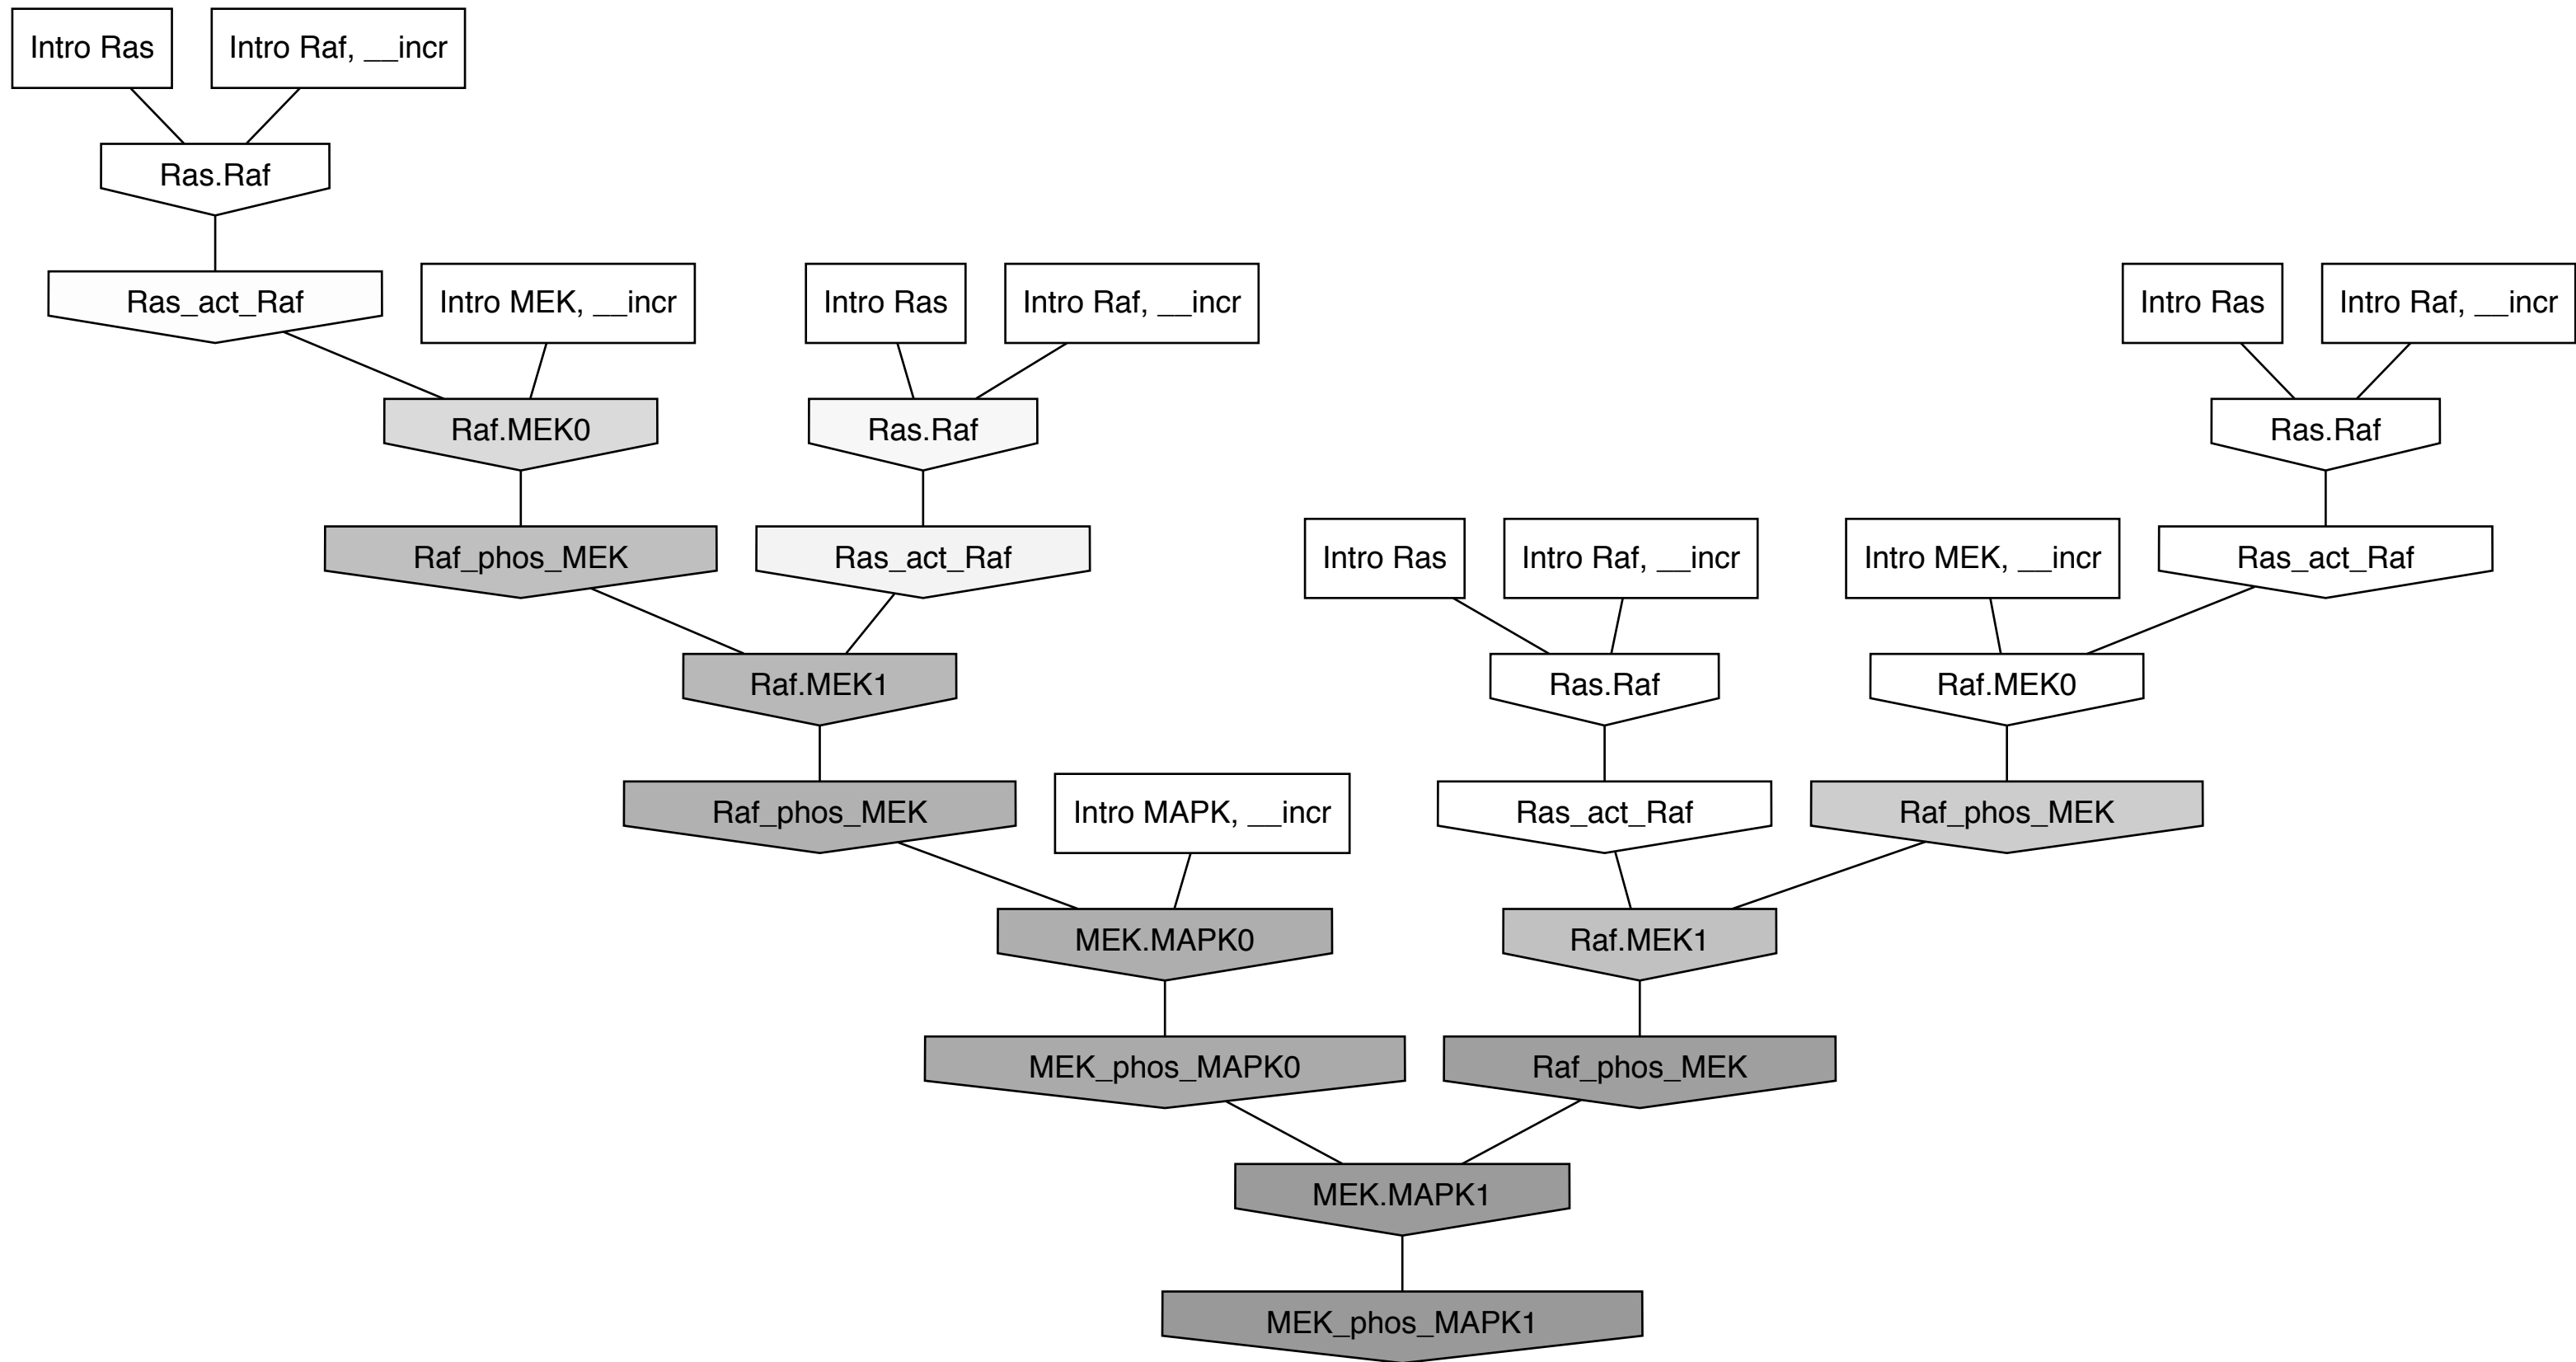 Intro Ras
Intro Raf, __incr
Ras.Raf
Ras_act_Raf
Intro MEK, __incr
Intro Ras
Intro Raf, __incr
Intro Ras
Intro Raf, __incr
Raf.MEK0
Ras.Raf
Ras.Raf
Raf_phos_MEK
Ras_act_Raf
Intro Ras
Intro Raf, __incr
Intro MEK, __incr
Ras_act_Raf
Raf.MEK1
Ras.Raf
Raf.MEK0
Raf_phos_MEK
Intro MAPK, __incr
Ras_act_Raf
Raf_phos_MEK
MEK.MAPK0
Raf.MEK1
MEK_phos_MAPK0
Raf_phos_MEK
MEK.MAPK1
MEK_phos_MAPK1